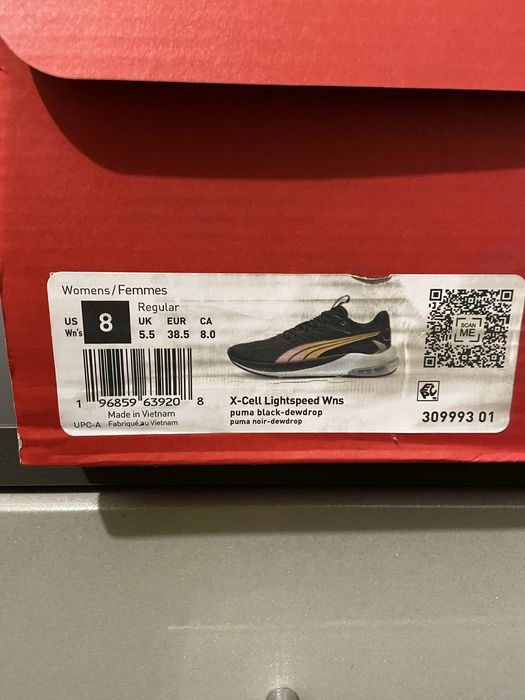 Womens/Femmes
Regular
US UK EUR CA
Wn's 8 5.5 38.5 8.0
1 96859 63920 8
Made in Vietnam
UPC-A Fabriqué au Vietnam
X-Cell Lightspeed Wns
puma black-dewdrop
puma noir-dewdrop
SCAN
ME
309993 01